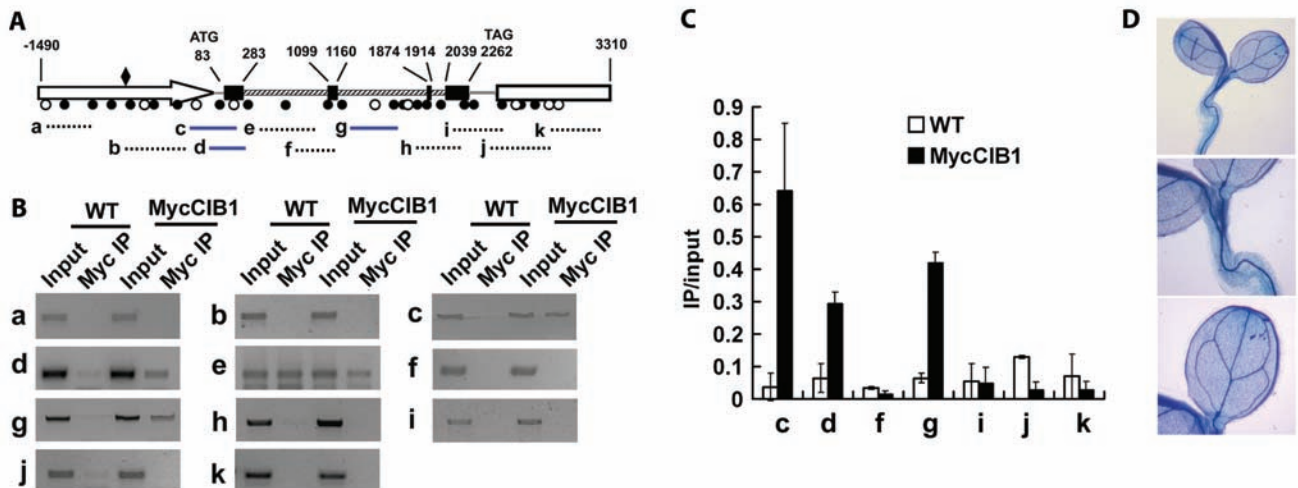 A
-1490
ATG
83
283
1099
1160
1874
1914
2039
TAG
2262
3310
a
b
c
d
e
f
g
h
i
j
k
B
WT
MycCIB1
WT
MycCIB1
WT
MycCIB1
Input
Myc IP
Input
Myc IP
Input
Myc IP
Input
Myc IP
Input
Myc IP
Input
Myc IP
a
b
c
d
e
f
g
h
i
j
k
C
WT
MycCIB1
IP/input
0.9
0.8
0.7
0.6
0.5
0.4
0.3
0.2
0.1
0
c d f g i j k
D